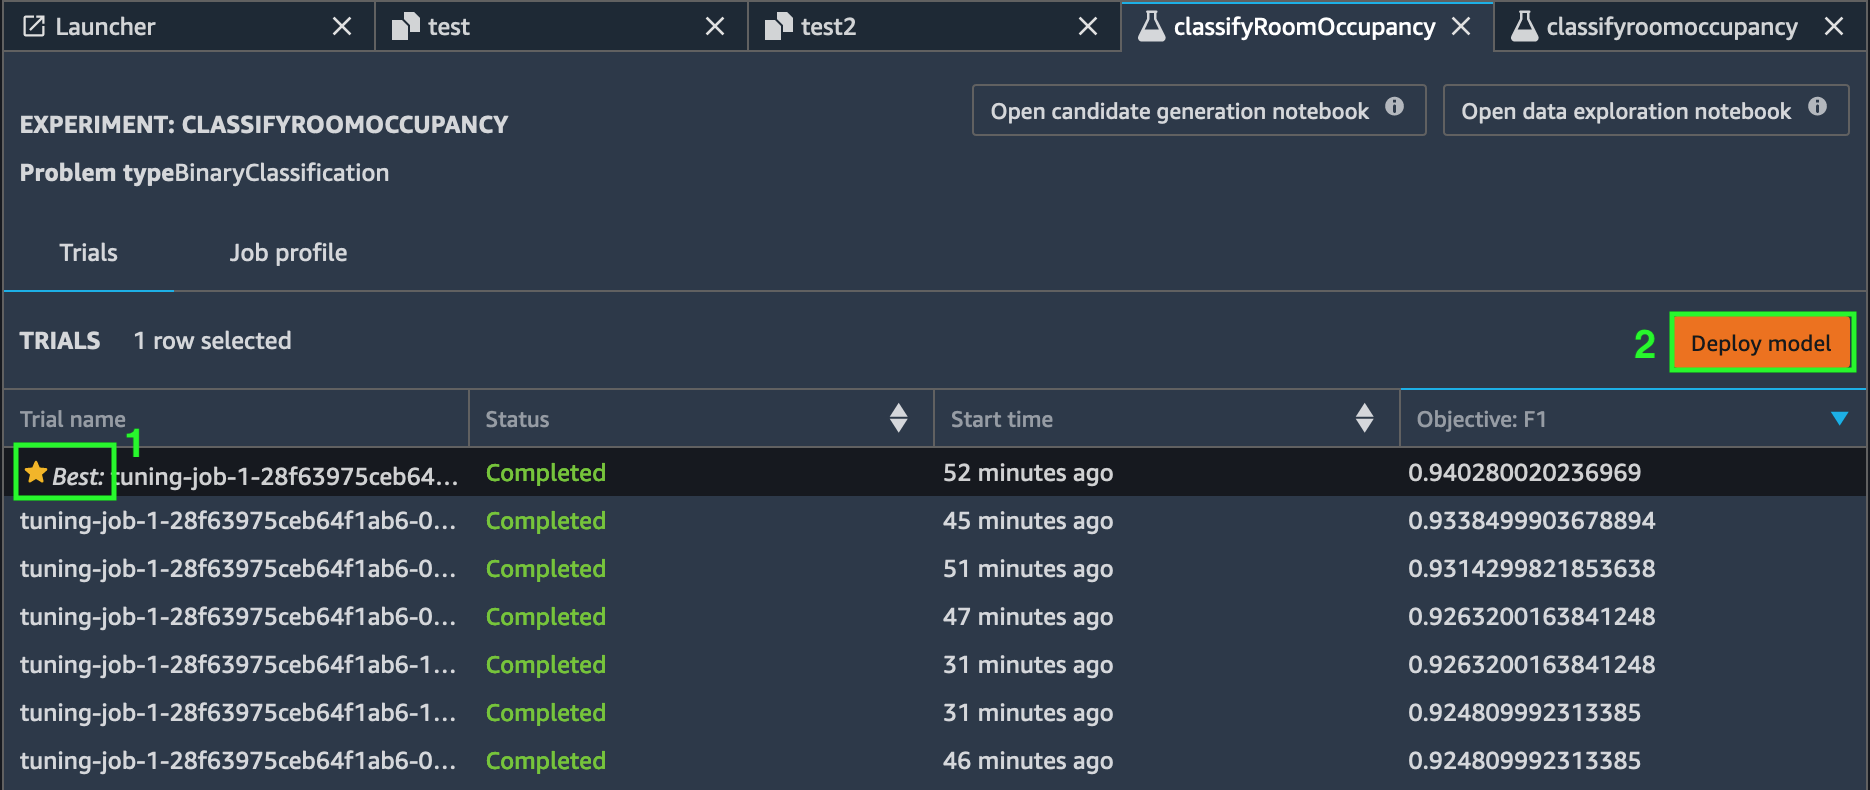 Launcher
test
test2
classifyRoomOccupancy
classifyroomoccupancy
Open candidate generation notebook
Open data exploration notebook
EXPERIMENT: CLASSIFYROOMOCCUPANCY
Problem typeBinaryClassification
Trials
Job profile
TRIALS 1 row selected
2 Deploy model
Trial name Status Start time Objective: F1
1
Best: tuning-job-1-28f63975ceb64... Completed 52 minutes ago 0.940280020236969
tuning-job-1-28f63975ceb64f1ab6-0... Completed 45 minutes ago 0.9338499903678894
tuning-job-1-28f63975ceb64f1ab6-0... Completed 51 minutes ago 0.9314299821853638
tuning-job-1-28f63975ceb64f1ab6-0... Completed 47 minutes ago 0.9263200163841248
tuning-job-1-28f63975ceb64f1ab6-1... Completed 31 minutes ago 0.9263200163841248
tuning-job-1-28f63975ceb64f1ab6-1... Completed 31 minutes ago 0.924809992313385
tuning-job-1-28f63975ceb64f1ab6-0... Completed 46 minutes ago 0.924809992313385